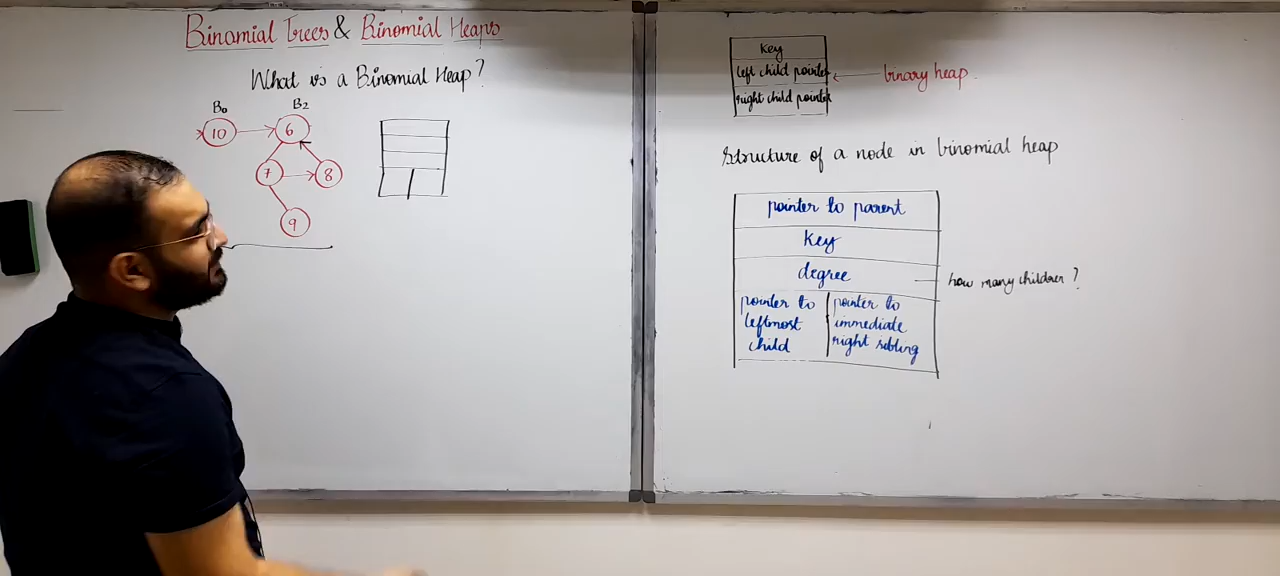 Binomial Trees & Binomial Heaps
What is a Binomial Heap?
B0 B2
10 6
7 8
9
key
left child pointer
binary heap
right child pointer
Structure of a node in binomial heap
pointer to parent
key
degree
how many children?
pointer to
leftmost
child
pointer to
immediate
right sibling